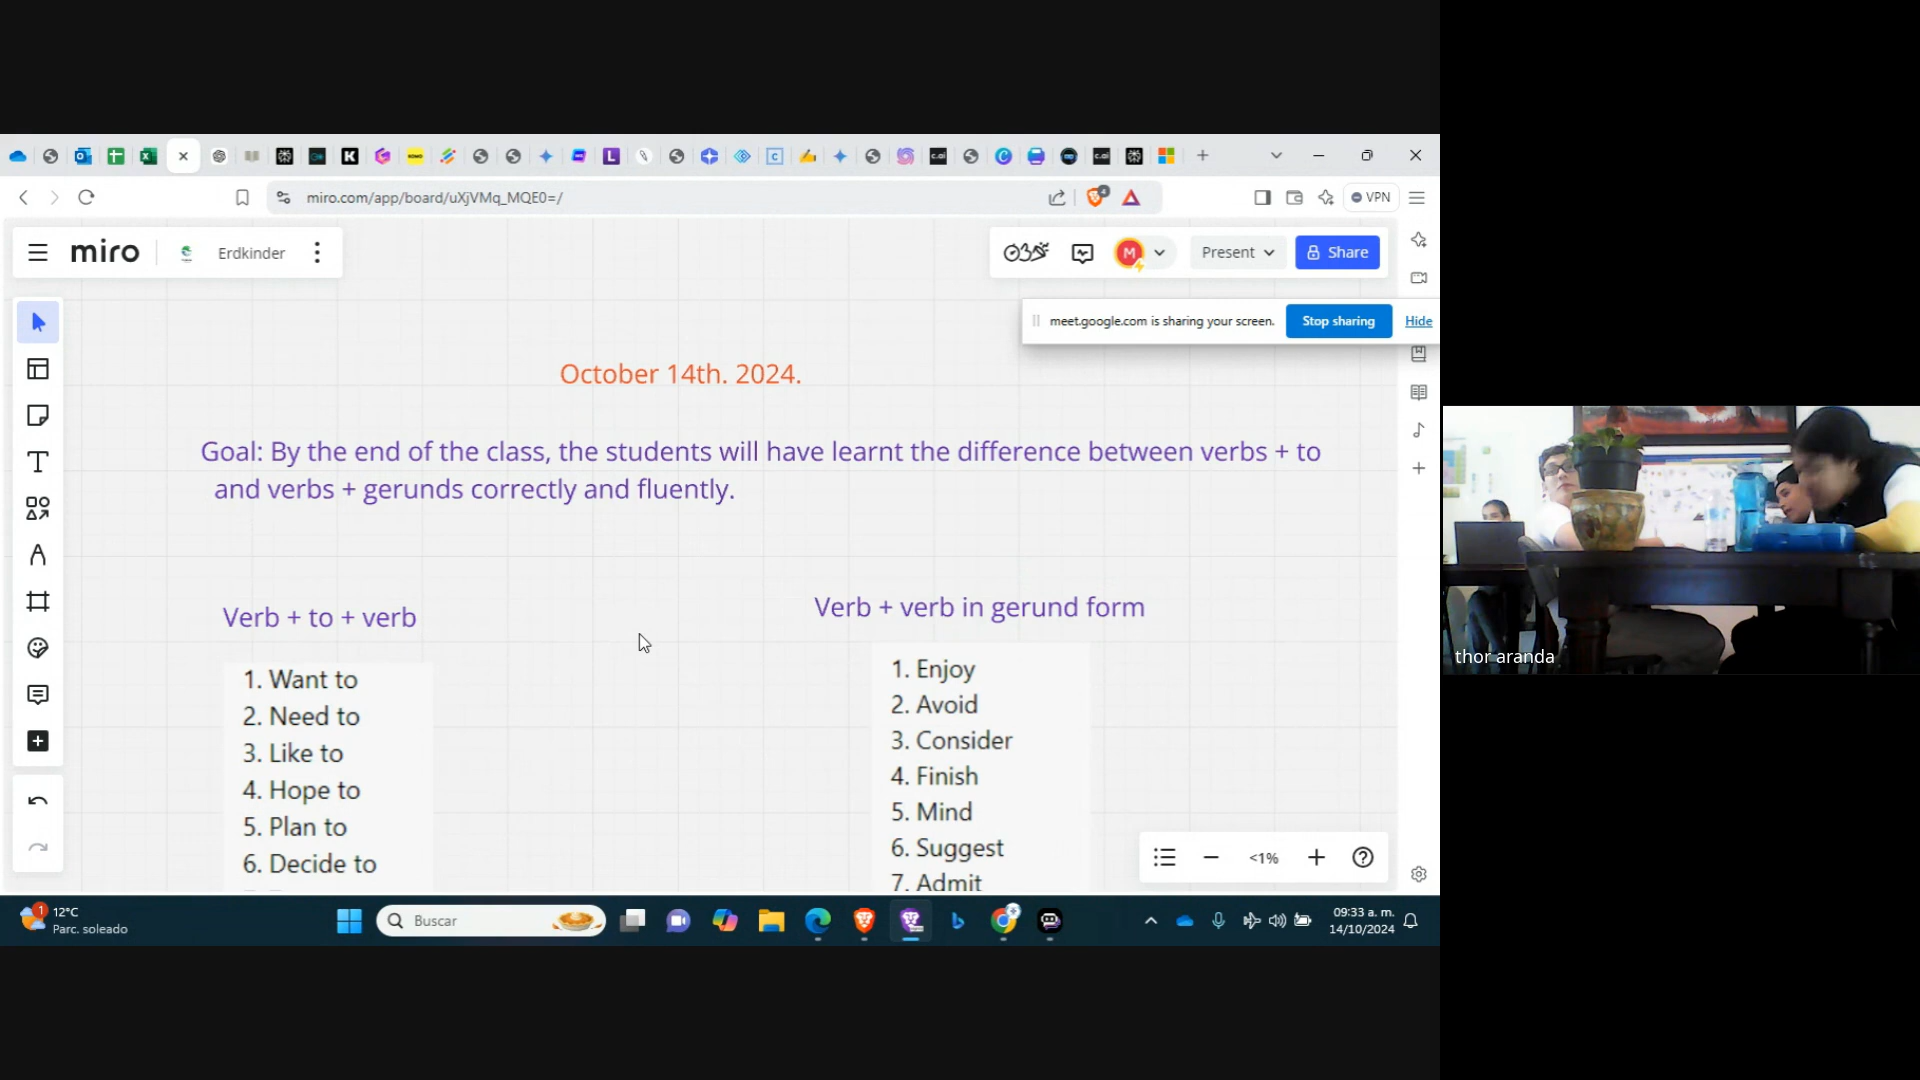 miro.com/app/board/uXjVMq_MQE0=/
VPN
miro
Erdkinder
M
Present
Share
meet.google.com is sharing your screen.
Stop sharing
Hide
October 14th. 2024.
Goal: By the end of the class, the students will have learnt the difference between verbs + to
and verbs + gerunds correctly and fluently.
Verb + to + verb
1. Want to
2. Need to
3. Like to
4. Hope to
5. Plan to
6. Decide to
Verb + verb in gerund form
1. Enjoy
2. Avoid
3. Consider
4. Finish
5. Mind
6. Suggest
7. Admit
<1%
thor aranda
1
12°C
Parc. soleado
Buscar
09:33 a. m.
14/10/2024